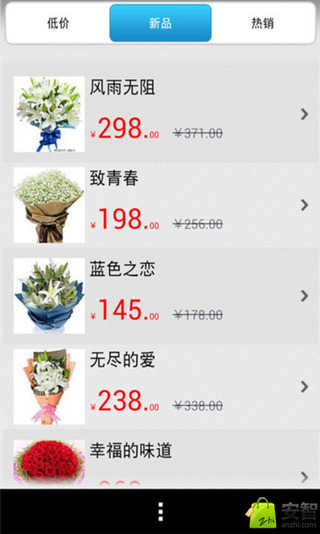 低价
新品
热销
风雨无阻
¥298.00 ¥371.00
致青春
¥198.00 ¥256.00
蓝色之恋
¥145.00 ¥178.00
无尽的爱
¥238.00 ¥338.00
幸福的味道
安智
anzhi.com